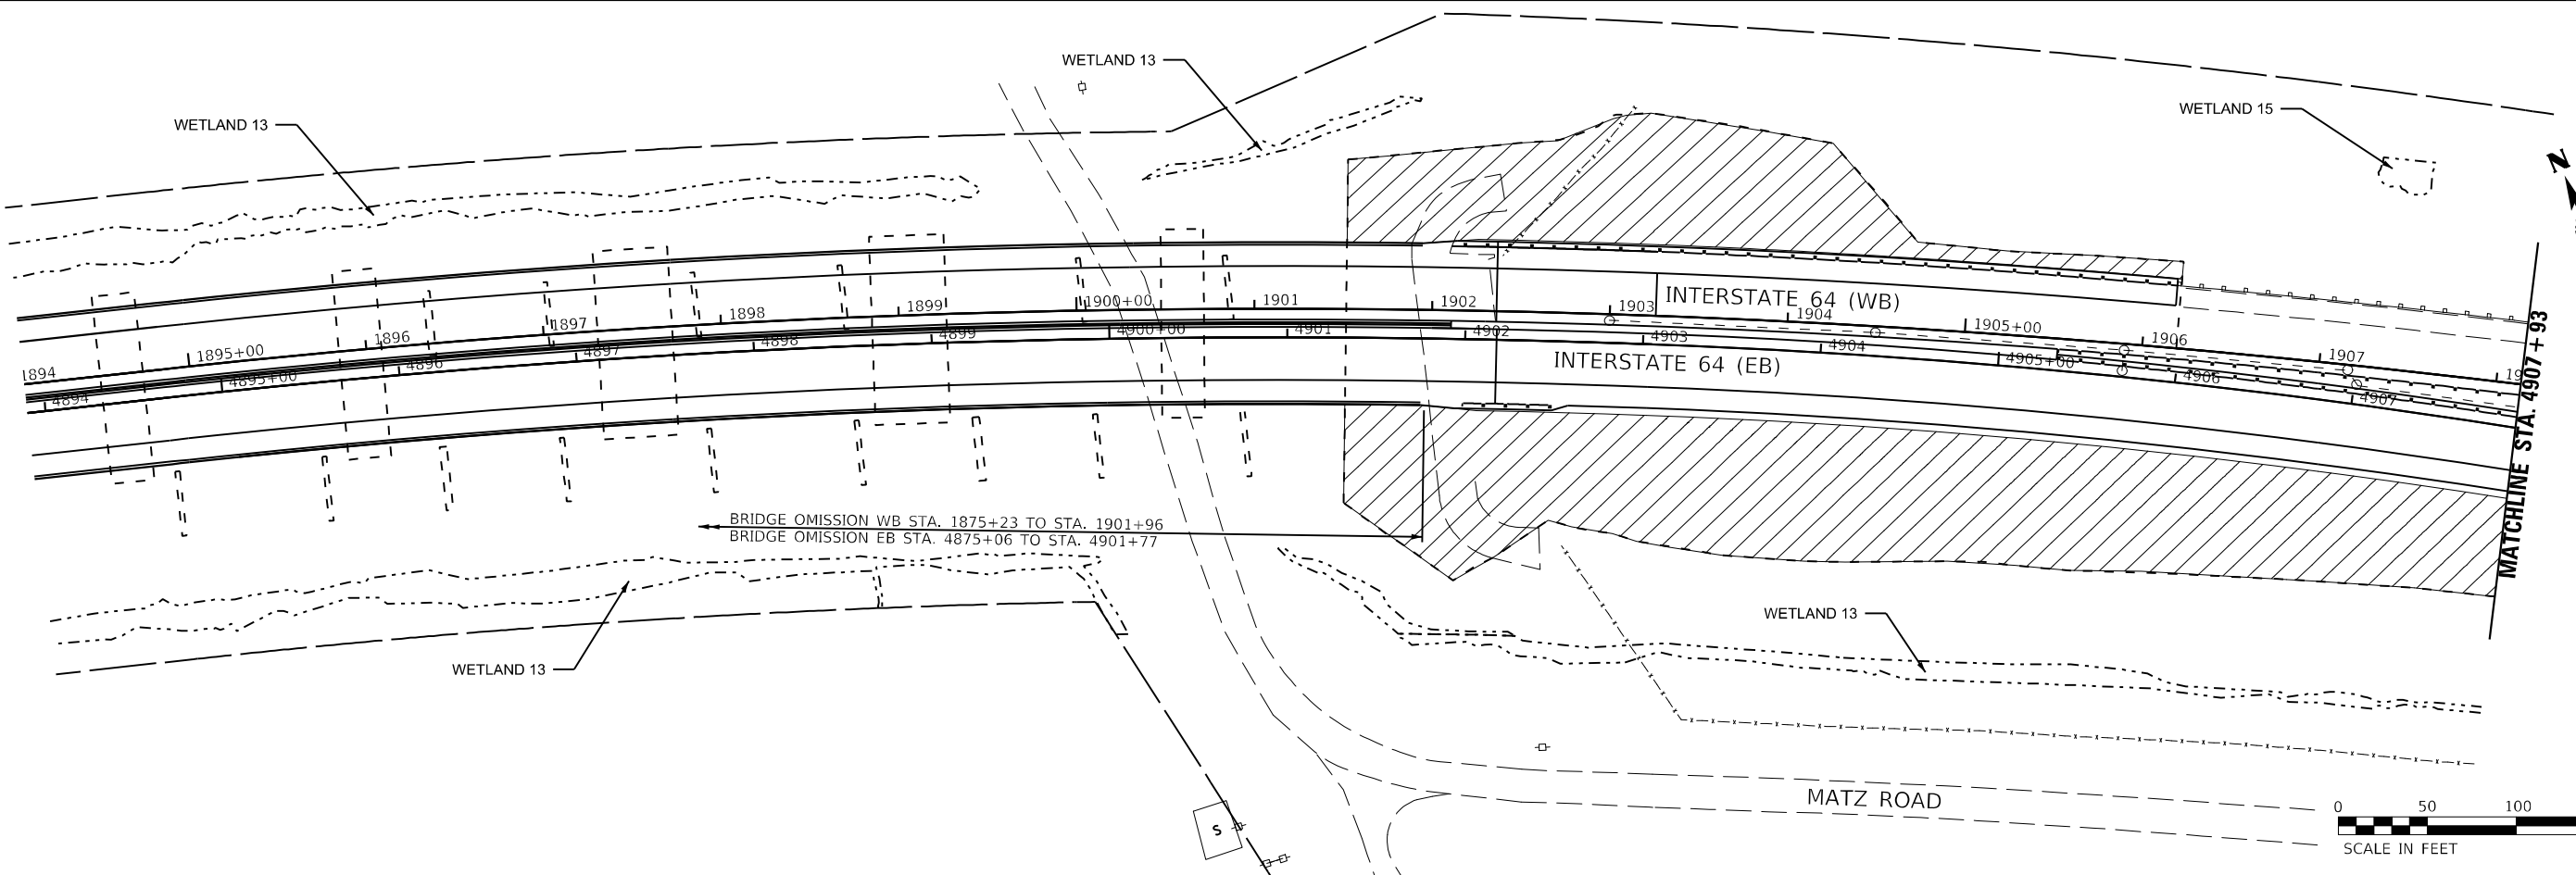 WETLAND 13
WETLAND 13
WETLAND 15
N
1894
1895+00
1896
1897
1898
1899
1900+00
1901
1902
1903
1904
1905+00
1906
1907
INTERSTATE 64 (WB)
4894
4895+00
4896
4897
4898
4899
4900+00
4901
4902
4903
4904
4905+00
4906
4907
INTERSTATE 64 (EB)
MATCHLINE STA. 4907+93
BRIDGE OMISSION WB STA. 1875+23 TO STA. 1901+96
BRIDGE OMISSION EB STA. 4875+06 TO STA. 4901+77
WETLAND 13
WETLAND 13
MATZ ROAD
S
0 50 100
SCALE IN FEET